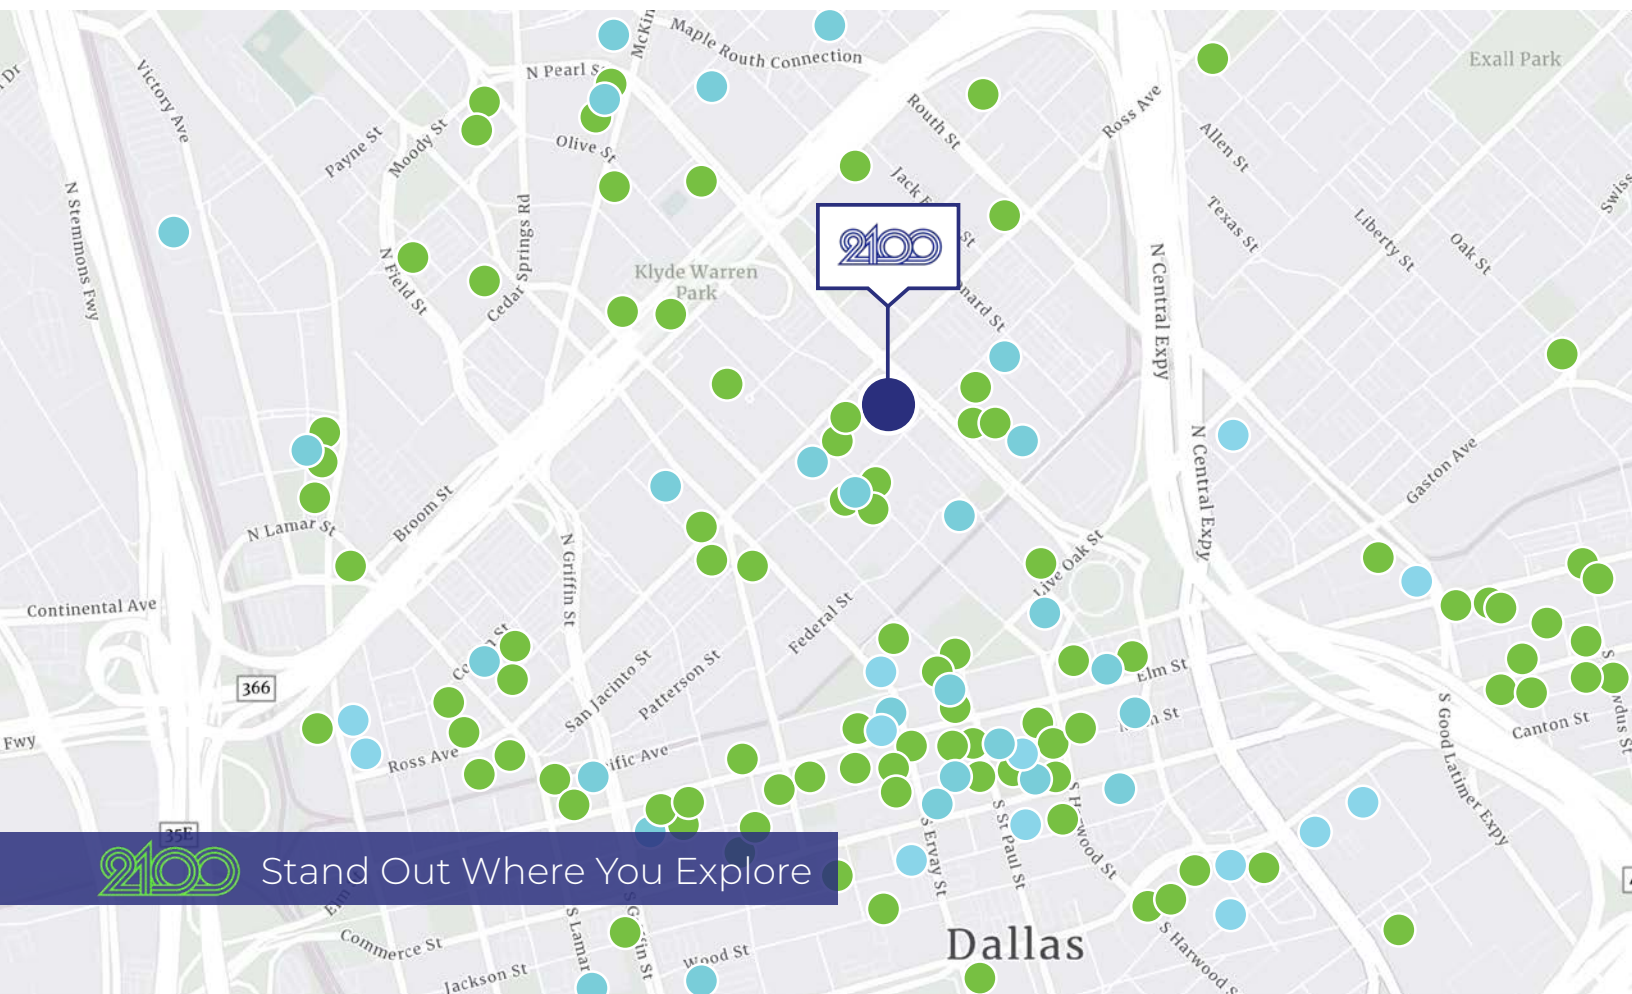 Maple Routh Connection
N Pearl S
Exall Park
Victory Ave
Payne St
Moody St
Olive St
Routh St
Ross Ave
Allen St
N Stemmons Fwy
Cedar Springs Rd
N Field St
Klyde Warren
Park
2100
St
Texas St
Liberty St
Oak St
N Central Expy
N Central Expy
Gaston Ave
N Lamar St
Broom St
N Griffin St
Continental Ave
Live Oak St
Federal St
San Jacinto St
Patterson St
Elm St
366
Fwy
Ross Ave
Canton St
S Good Latimer Expy
35E
S Ervay St
S St Paul St
2100 Stand Out Where You Explore
S Lamar
Commerce St
Jackson St
Wood St
Dallas
S Harwood S